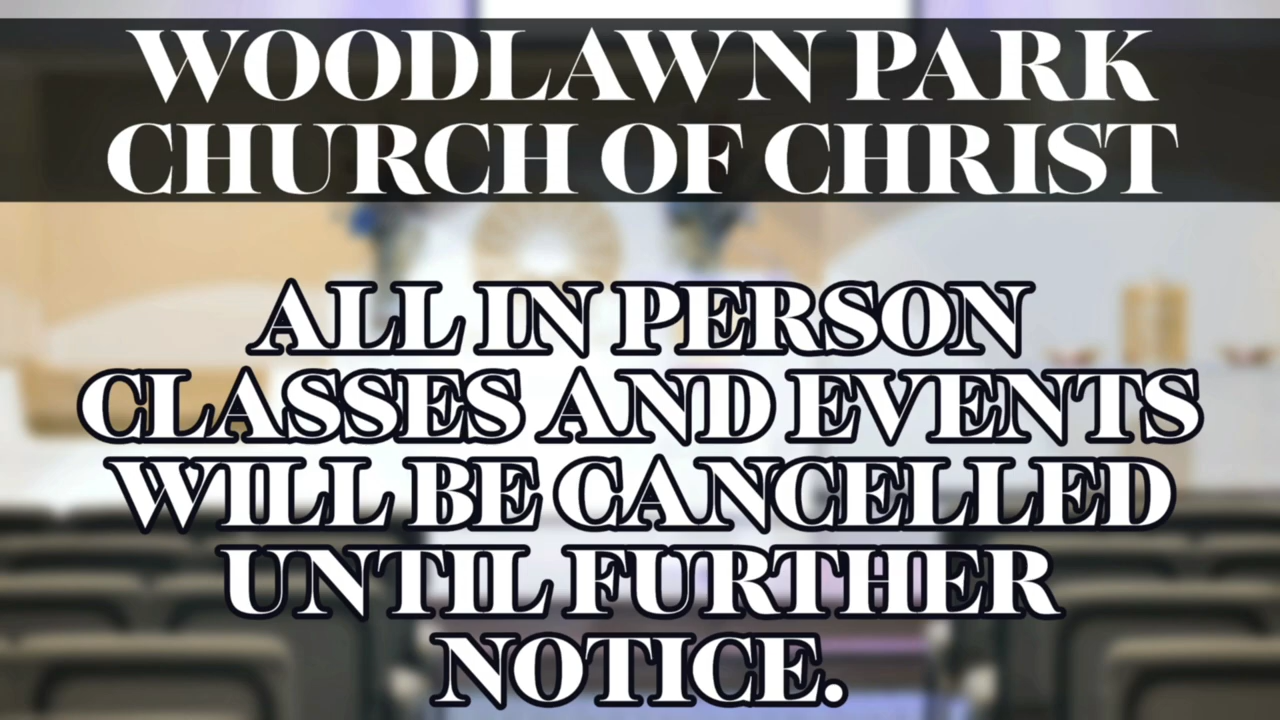 WOODLAWN PARK
CHURCH OF CHRIST
ALL IN PERSON
CLASSES AND EVENTS
WILL BE CANCELLED
UNTIL FURTHER
NOTICE.